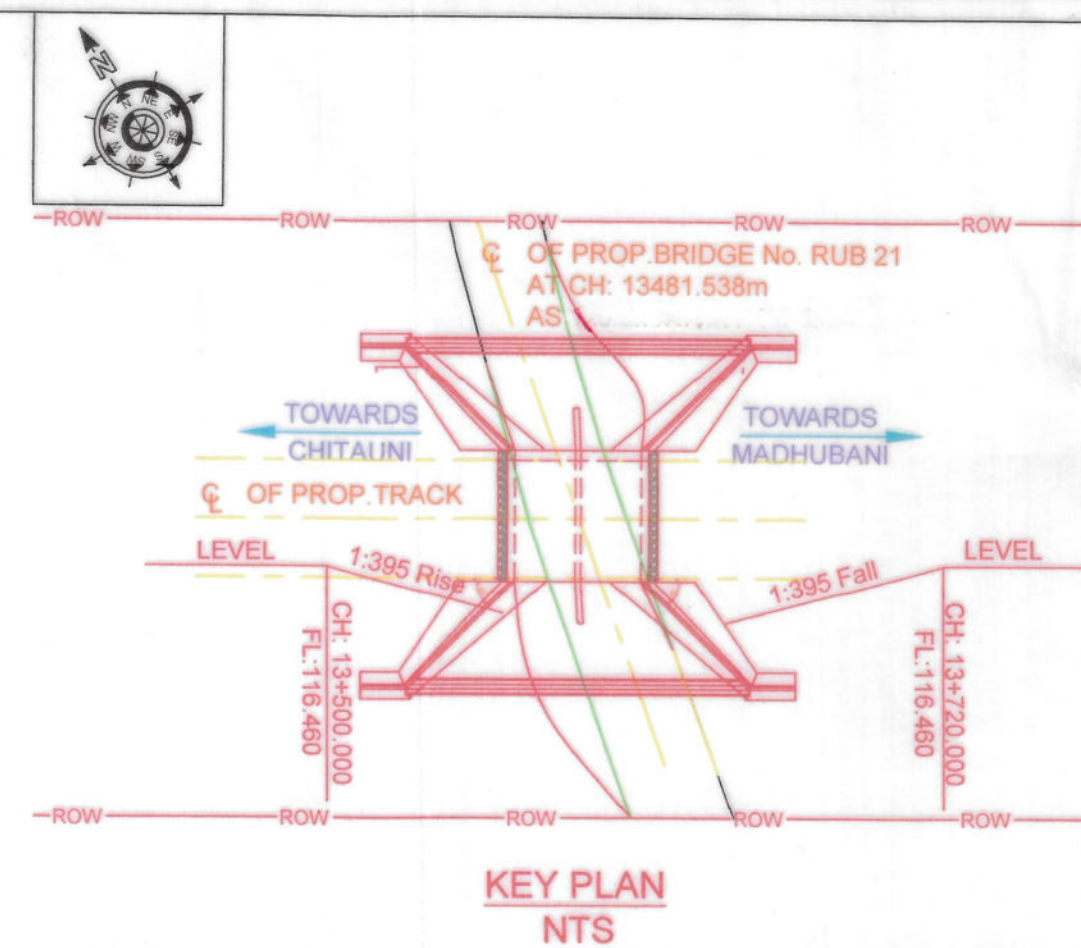 N
N
NE
E
SE
S
SW
W
NW
ROW ROW ROW ROW ROW
℄ OF PROP.BRIDGE No. RUB 21
AT CH: 13481.538m
AS
TOWARDS
CHITAUNI
TOWARDS
MADHUBANI
℄ OF PROP.TRACK
LEVEL
1:395 Rise
1:395 Fall
LEVEL
CH: 13+500.000
FL:116.460
CH: 13+720.000
FL:116.460
ROW ROW ROW ROW ROW
KEY PLAN
NTS